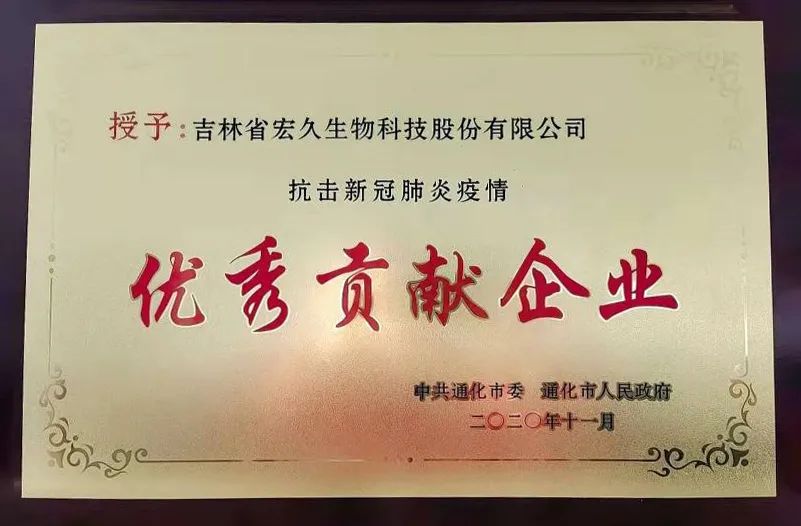 授予:吉林省宏久生物科技股份有限公司
抗击新冠肺炎疫情
优秀贡献企业
中共通化市委 通化市人民政府
二〇二〇年十一月